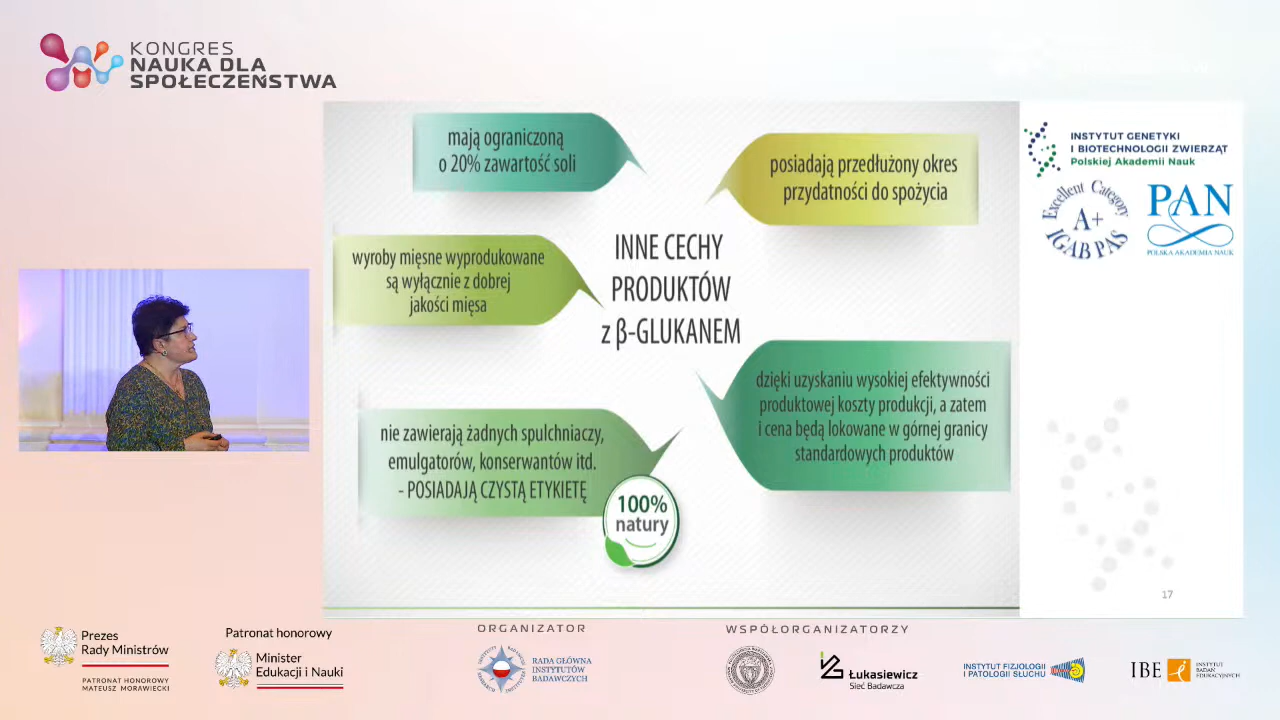 KONGRES
NAUKA DLA
SPOŁECZEŃSTWA
mają ograniczoną
o 20% zawartość soli
posiadają przedłużony okres
przydatności do spożycia
wyroby mięsne wyprodukowane
są wyłącznie z dobrej
jakości mięsa
INNE CECHY
PRODUKTÓW
z β-GLUKANEM
dzięki uzyskaniu wysokiej efektywności
produktowej koszty produkcji, a zatem
i cena będą lokowane w górnej granicy
standardowych produktów
nie zawierają żadnych spulchniaczy,
emulgatorów, konserwantów itd.
- POSIADAJĄ CZYSTĄ ETYKIETĘ
100%
natury
INSTYTUT GENETYKI
I BIOTECHNOLOGII ZWIERZĄT
Polskiej Akademii Nauk
Excellent Category
A+
IGAB PAS
PAN
POLSKA AKADEMIA NAUK
17
Prezes
Rady Ministrów
PATRONAT HONOROWY
MATEUSZ MORAWIECKI
Patronat honorowy
Minister
Edukacji i Nauki
ORGANIZATOR
RADA GŁÓWNA
INSTYTUTÓW
BADAWCZYCH
WSPÓŁORGANIZATORZY
Łukasiewicz
Sieć Badawcza
INSTYTUT FIZJOLOGII
I PATOLOGII SŁUCHU
IBE
INSTYTUT
BADAŃ
EDUKACYJNYCH